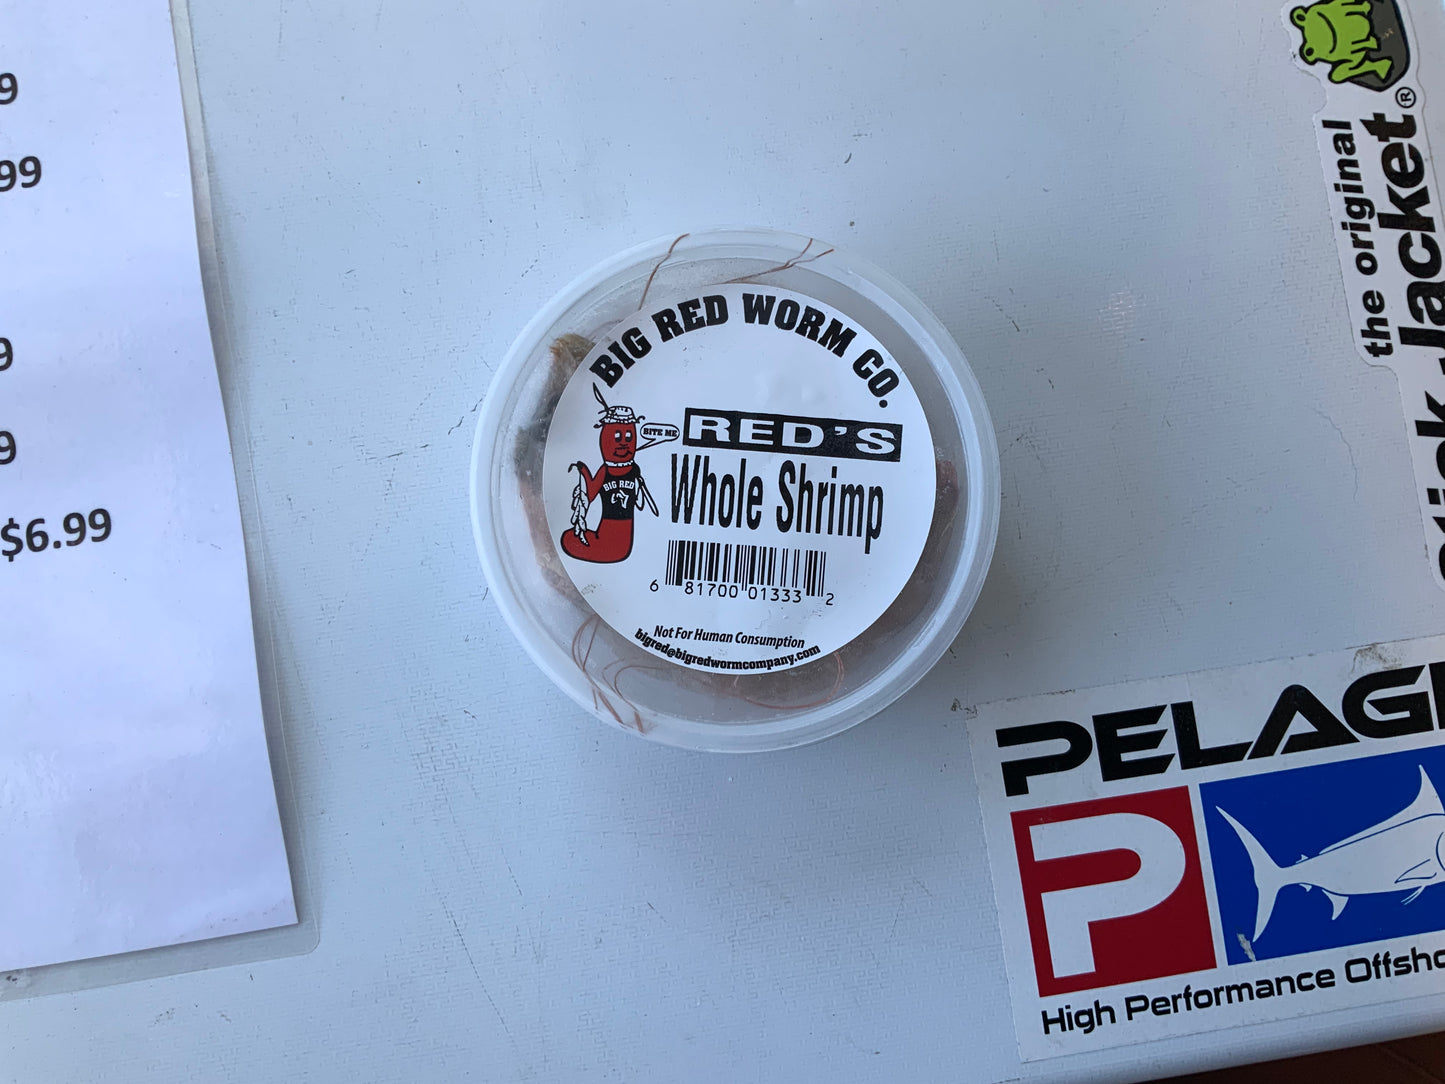 9
99
9
9
$6.99
BIG RED WORM CO.
BITE ME
RED'S
Whole Shrimp
BIG RED
6 81700 01333 2
Not For Human Consumption
bigred@bigredwormcompany.com
the original
Jacket®
PELAG
P
High Performance Offsho